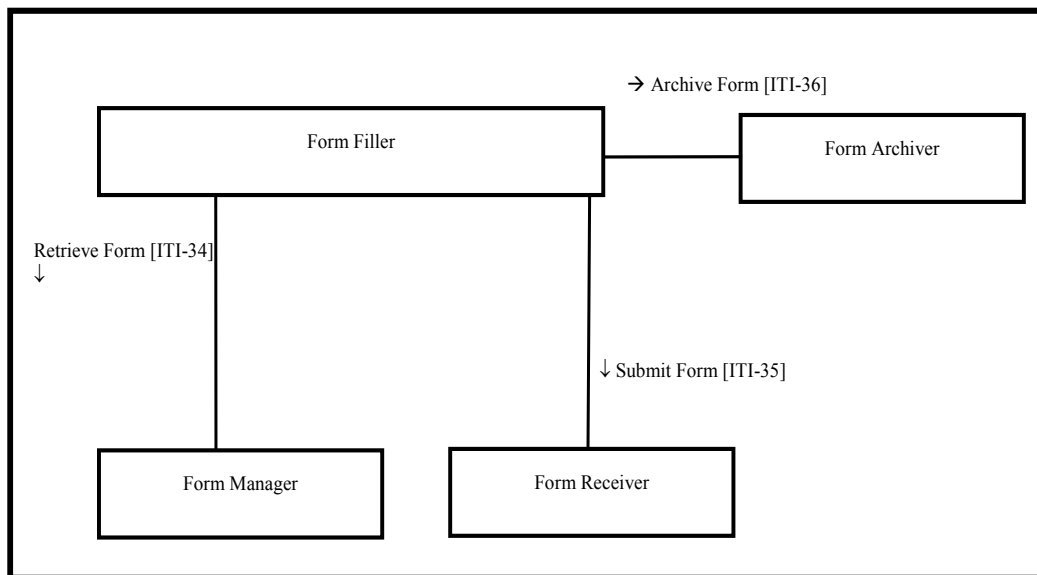 → Archive Form [ITI-36]
Form Filler
Form Archiver
Retrieve Form [ITI-34]
↓
↓ Submit Form [ITI-35]
Form Manager
Form Receiver